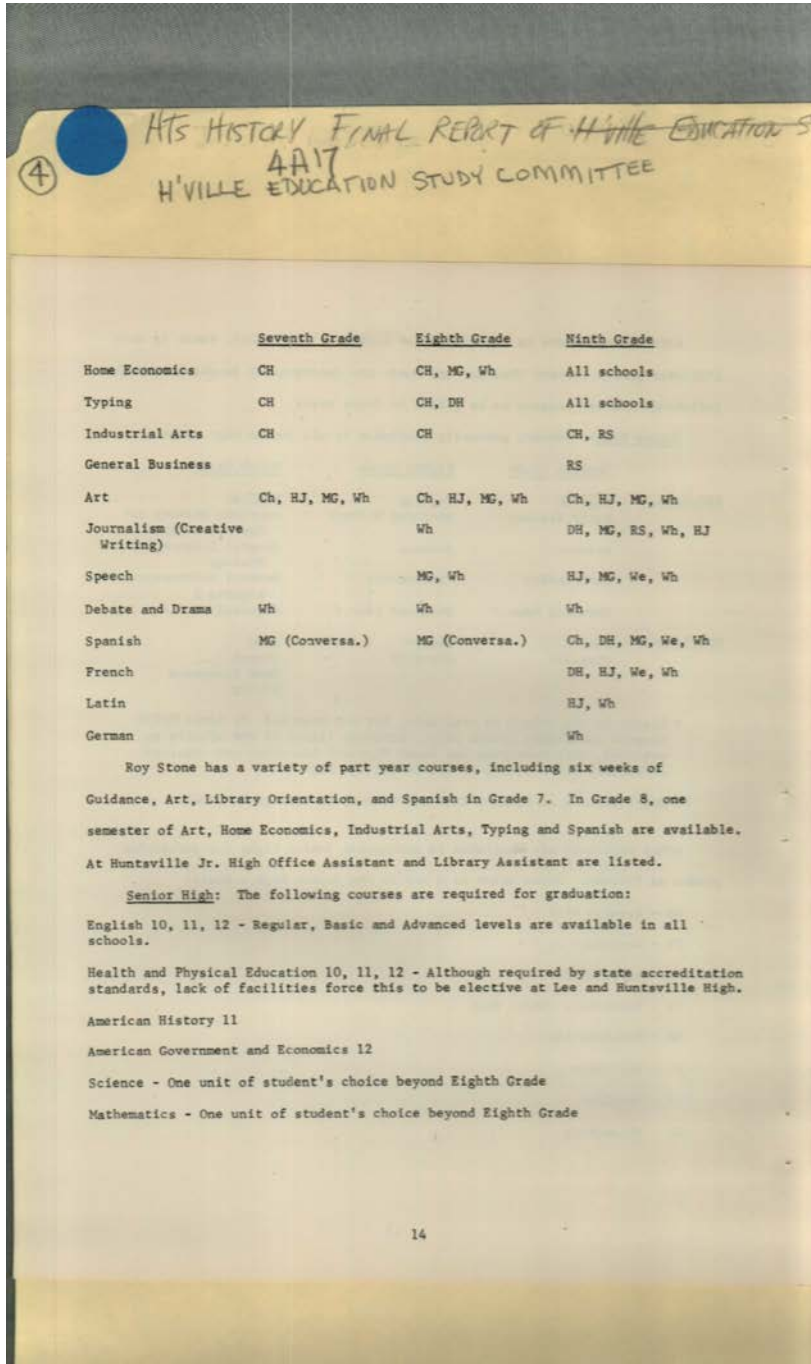 HTS HISTORY FINAL REPORT OF H'ville EDUCATION S
4A17
④
H'VILLE EDUCATION STUDY COMMITTEE
Seventh Grade Eighth Grade Ninth Grade
Home Economics CH CH, MG, Wh All schools
Typing CH CH, DH All schools
Industrial Arts CH CH CH, RS
General Business RS
Art Ch, HJ, MG, Wh Ch, HJ, MG, Wh Ch, HJ, MG, Wh
Journalism (Creative Wh DH, MG, RS, Wh, HJ
Writing)
Speech MG, Wh HJ, MG, We, Wh
Debate and Drama Wh Wh Wh
Spanish MG (Conversa.) MG (Conversa.) Ch, DH, MG, We, Wh
French DH, HJ, We, Wh
Latin HJ, Wh
German Wh
Roy Stone has a variety of part year courses, including six weeks of
Guidance, Art, Library Orientation, and Spanish in Grade 7. In Grade 8, one
semester of Art, Home Economics, Industrial Arts, Typing and Spanish are available.
At Huntsville Jr. High Office Assistant and Library Assistant are listed.
Senior High: The following courses are required for graduation:
English 10, 11, 12 - Regular, Basic and Advanced levels are available in all
schools.
Health and Physical Education 10, 11, 12 - Although required by state accreditation
standards, lack of facilities force this to be elective at Lee and Huntsville High.
American History 11
American Government and Economics 12
Science - One unit of student's choice beyond Eighth Grade
Mathematics - One unit of student's choice beyond Eighth Grade
14